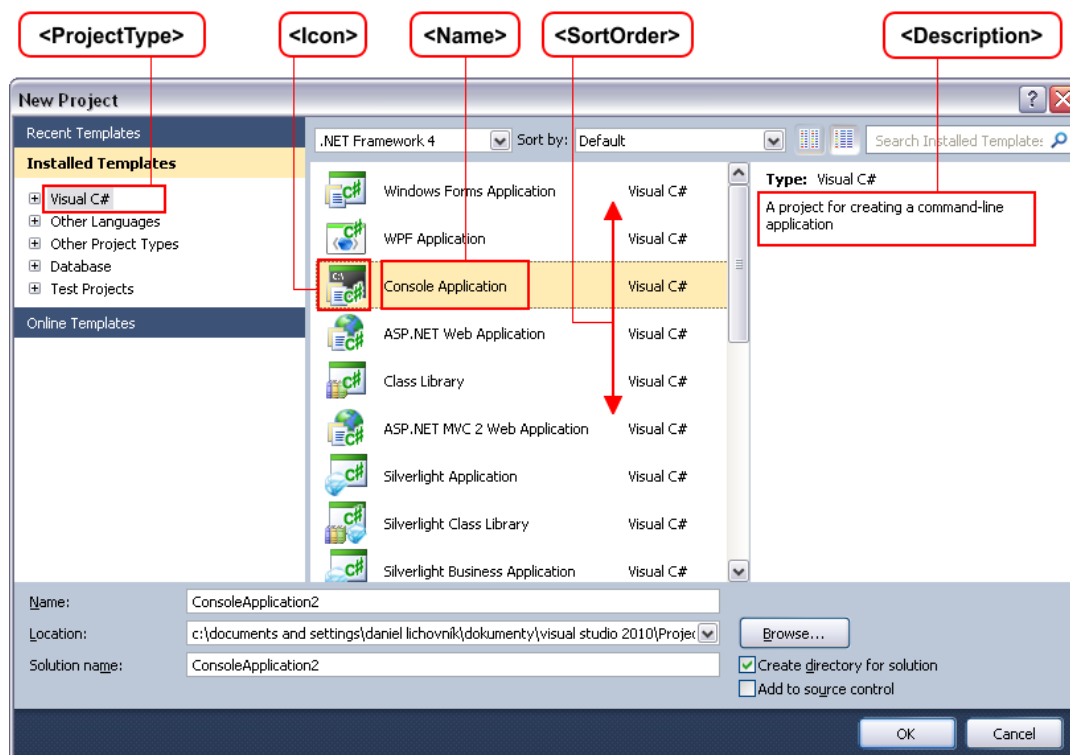 <ProjectType>
<Icon>
<Name>
<SortOrder>
<Description>
New Project
?
Recent Templates
.NET Framework 4
Sort by:
Default
Search Installed Templates
Installed Templates
Visual C#
Other Languages
Other Project Types
Database
Test Projects
Online Templates
Windows Forms Application Visual C#
WPF Application Visual C#
Console Application Visual C#
ASP.NET Web Application Visual C#
Class Library Visual C#
ASP.NET MVC 2 Web Application Visual C#
Silverlight Application Visual C#
Silverlight Class Library Visual C#
Silverlight Business Application Visual C#
Type: Visual C#
A project for creating a command-line
application
Name: ConsoleApplication2
Location: c:\documents and settings\daniel lichovník\dokumenty\visual studio 2010\Projec
Browse...
Solution name: ConsoleApplication2
Create directory for solution
Add to source control
OK
Cancel